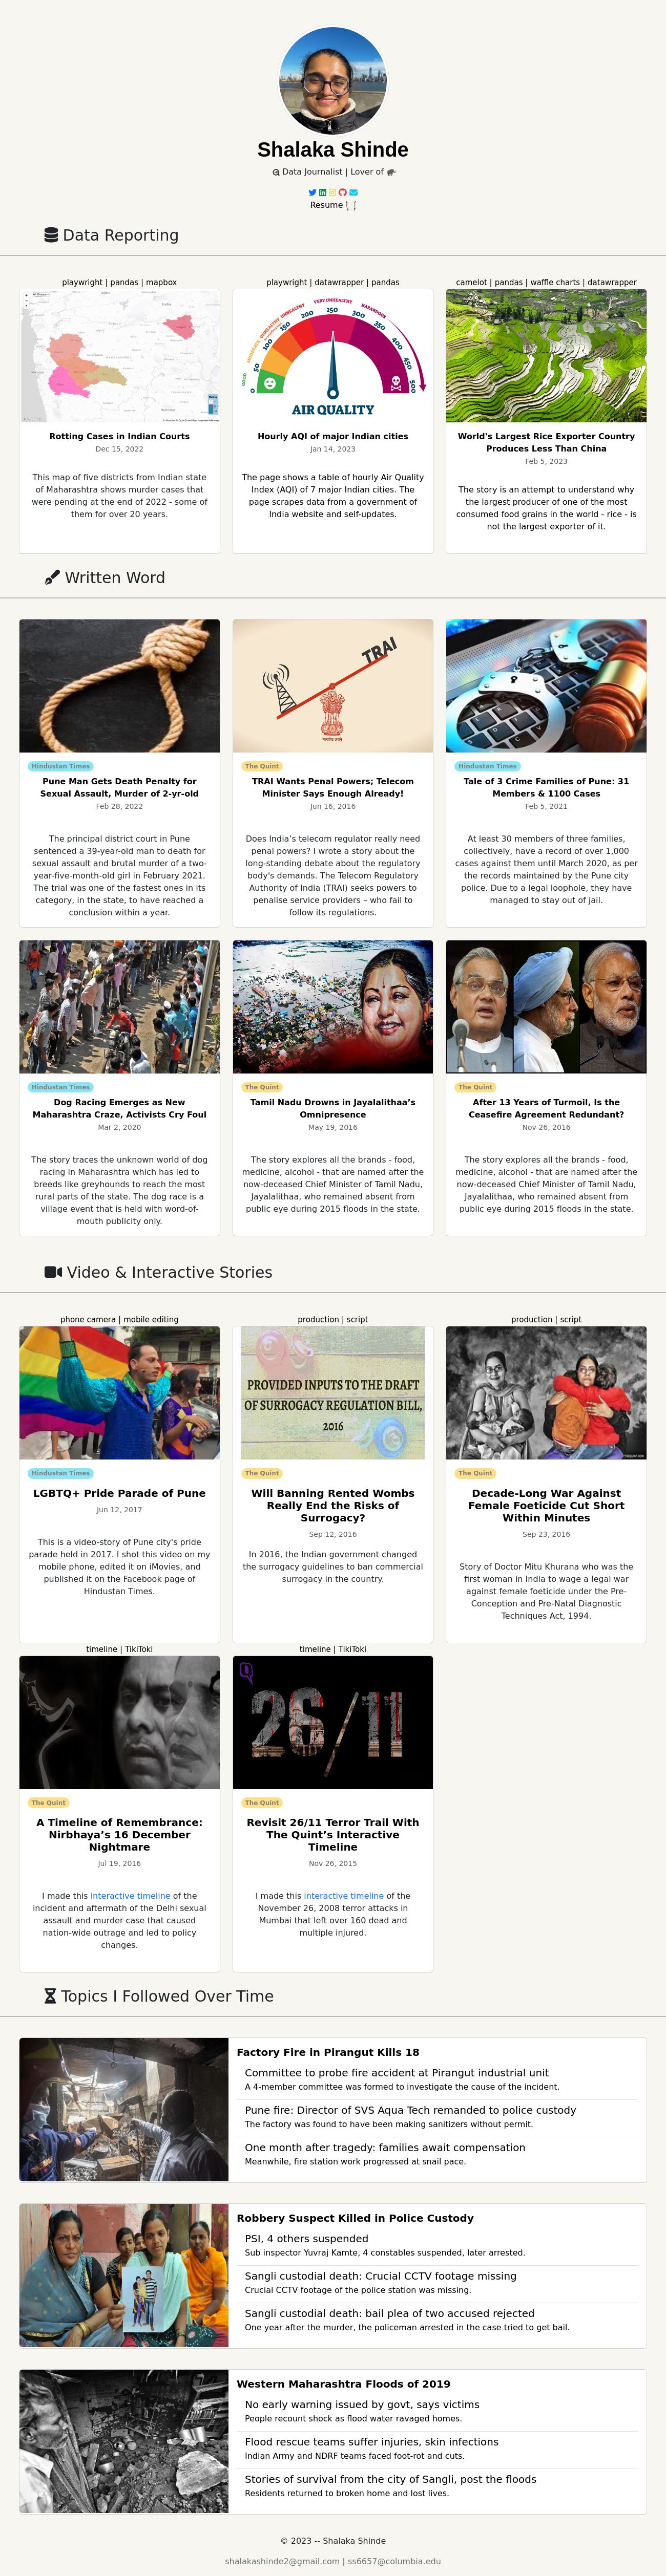 Shalaka Shinde
Data Journalist | Lover of
Resume
Data Reporting
playwright | pandas | mapbox
Rotting Cases in Indian Courts
Dec 15, 2022
This map of five districts from Indian state
of Maharashtra shows murder cases that
were pending at the end of 2022 - some of
them for over 20 years.
playwright | datawrapper | pandas
GOOD
MODERATE
UNHEALTHY
UNHEALTHY
VERY UNHEALTHY
HAZARDOUS
0
50
100
150
200
250
300
350
400
450
500
AIR QUALITY
Hourly AQI of major Indian cities
Jan 14, 2023
The page shows a table of hourly Air Quality
Index (AQI) of 7 major Indian cities. The
page scrapes data from a government of
India website and self-updates.
camelot | pandas | waffle charts | datawrapper
World's Largest Rice Exporter Country
Produces Less Than China
Feb 5, 2023
The story is an attempt to understand why
the largest producer of one of the most
consumed food grains in the world - rice - is
not the largest exporter of it.
Written Word
Hindustan Times
Pune Man Gets Death Penalty for
Sexual Assault, Murder of 2-yr-old
Feb 28, 2022
The principal district court in Pune
sentenced a 39-year-old man to death for
sexual assault and brutal murder of a two-
year-five-month-old girl in February 2021.
The trial was one of the fastest ones in its
category, in the state, to have reached a
conclusion within a year.
TRAI
The Quint
TRAI Wants Penal Powers; Telecom
Minister Says Enough Already!
Jun 16, 2016
Does India’s telecom regulator really need
penal powers? I wrote a story about the
long-standing debate about the regulatory
body's demands. The Telecom Regulatory
Authority of India (TRAI) seeks powers to
penalise service providers – who fail to
follow its regulations.
Hindustan Times
Tale of 3 Crime Families of Pune: 31
Members & 1100 Cases
Feb 5, 2021
At least 30 members of three families,
collectively, have a record of over 1,000
cases against them until March 2020, as per
the records maintained by the Pune city
police. Due to a legal loophole, they have
managed to stay out of jail.
Hindustan Times
Dog Racing Emerges as New
Maharashtra Craze, Activists Cry Foul
Mar 2, 2020
The story traces the unknown world of dog
racing in Maharashtra which has led to
breeds like greyhounds to reach the most
rural parts of the state. The dog race is a
village event that is held with word-of-
mouth publicity only.
The Quint
Tamil Nadu Drowns in Jayalalithaa’s
Omnipresence
May 19, 2016
The story explores all the brands - food,
medicine, alcohol - that are named after the
now-deceased Chief Minister of Tamil Nadu,
Jayalalithaa, who remained absent from
public eye during 2015 floods in the state.
The Quint
After 13 Years of Turmoil, Is the
Ceasefire Agreement Redundant?
Nov 26, 2016
The story explores all the brands - food,
medicine, alcohol - that are named after the
now-deceased Chief Minister of Tamil Nadu,
Jayalalithaa, who remained absent from
public eye during 2015 floods in the state.
Video & Interactive Stories
phone camera | mobile editing
Hindustan Times
LGBTQ+ Pride Parade of Pune
Jun 12, 2017
This is a video-story of Pune city's pride
parade held in 2017. I shot this video on my
mobile phone, edited it on iMovies, and
published it on the Facebook page of
Hindustan Times.
production | script
PROVIDED INPUTS TO THE DRAFT
OF SURROGACY REGULATION BILL,
2016
The Quint
Will Banning Rented Wombs
Really End the Risks of
Surrogacy?
Sep 12, 2016
In 2016, the Indian government changed
the surrogacy guidelines to ban commercial
surrogacy in the country.
production | script
The Quint
Decade-Long War Against
Female Foeticide Cut Short
Within Minutes
Sep 23, 2016
Story of Doctor Mitu Khurana who was the
first woman in India to wage a legal war
against female foeticide under the Pre-
Conception and Pre-Natal Diagnostic
Techniques Act, 1994.
timeline | TikiToki
The Quint
A Timeline of Remembrance:
Nirbhaya’s 16 December
Nightmare
Jul 19, 2016
I made this interactive timeline of the
incident and aftermath of the Delhi sexual
assault and murder case that caused
nation-wide outrage and led to policy
changes.
timeline | TikiToki
26/11
The Quint
Revisit 26/11 Terror Trail With
The Quint’s Interactive
Timeline
Nov 26, 2015
I made this interactive timeline of the
November 26, 2008 terror attacks in
Mumbai that left over 160 dead and
multiple injured.
Topics I Followed Over Time
Factory Fire in Pirangut Kills 18
Committee to probe fire accident at Pirangut industrial unit
A 4-member committee was formed to investigate the cause of the incident.
Pune fire: Director of SVS Aqua Tech remanded to police custody
The factory was found to have been making sanitizers without permit.
One month after tragedy: families await compensation
Meanwhile, fire station work progressed at snail pace.
Robbery Suspect Killed in Police Custody
PSI, 4 others suspended
Sub inspector Yuvraj Kamte, 4 constables suspended, later arrested.
Sangli custodial death: Crucial CCTV footage missing
Crucial CCTV footage of the police station was missing.
Sangli custodial death: bail plea of two accused rejected
One year after the murder, the policeman arrested in the case tried to get bail.
Western Maharashtra Floods of 2019
No early warning issued by govt, says victims
People recount shock as flood water ravaged homes.
Flood rescue teams suffer injuries, skin infections
Indian Army and NDRF teams faced foot-rot and cuts.
Stories of survival from the city of Sangli, post the floods
Residents returned to broken home and lost lives.
© 2023 -- Shalaka Shinde
shalakashinde2@gmail.com | ss6657@columbia.edu